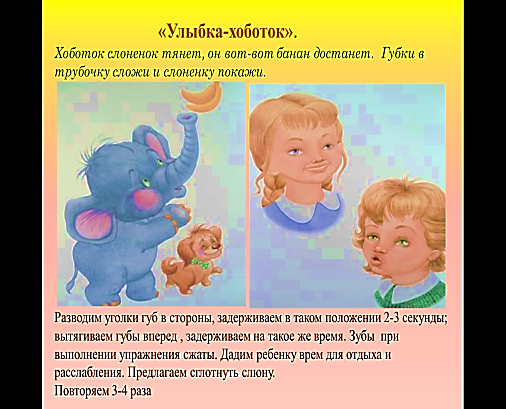 «Улыбка-хоботок».
Хоботок слоненок тянет, он вот-вот банан достанет. Губки в
трубочку сложи и слоненку покажи.
Разводим уголки губ в стороны, задерживаем в таком положении 2-3 секунды;
вытягиваем губы вперед , задерживаем на такое же время. Зубы при
выполнении упражнения сжаты. Дадим ребенку врем для отдыха и
расслабления. Предлагаем сглотнуть слюну.
Повторяем 3-4 раза